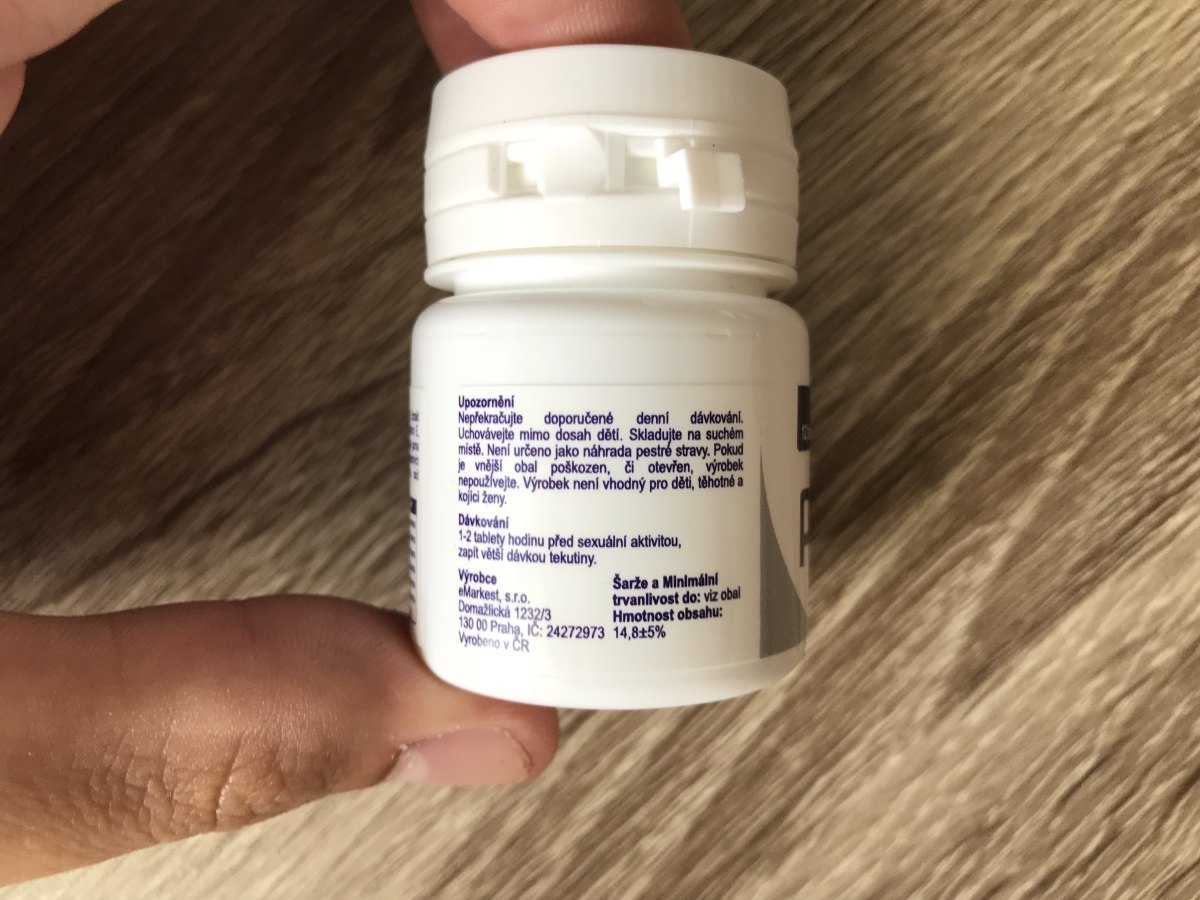 Upozornění
Nepřekračujte doporučené denní dávkování.
Uchovávejte mimo dosah dětí. Skladujte na suchém
místě. Není určeno jako náhrada pestré stravy. Pokud
je vnější obal poškozen, či otevřen, výrobek
nepoužívejte. Výrobek není vhodný pro děti, těhotné a
kojící ženy.
Dávkování
1-2 tablety hodinu před sexuální aktivitou,
zapít větší dávkou tekutiny.
Výrobce
eMarkest, s.r.o.
Domažlická 1232/3
130 00 Praha, IČ: 24272973
Vyrobeno v ČR
Šarže a Minimální
trvanlivost do: viz obal
Hmotnost obsahu:
14,8±5%